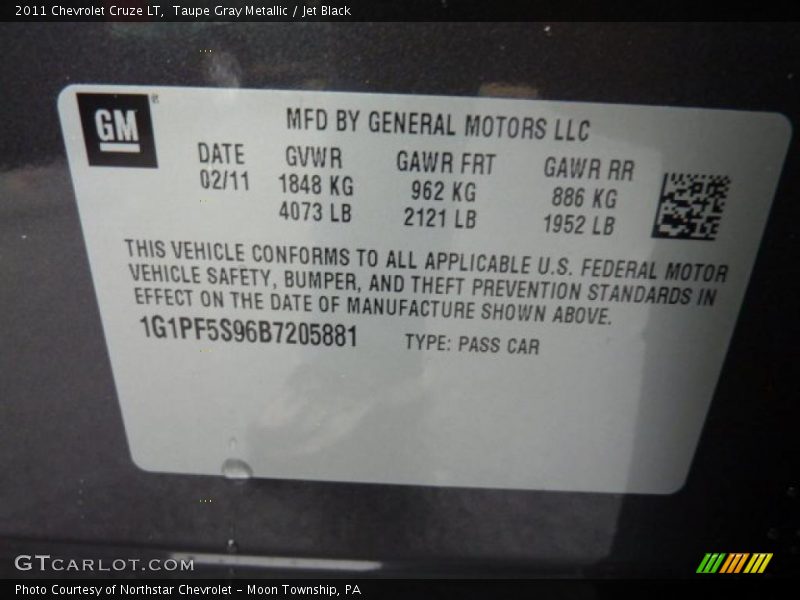 2011 Chevrolet Cruze LT, Taupe Gray Metallic / Jet Black
GM
MFD BY GENERAL MOTORS LLC
DATE GVWR GAWR FRT GAWR RR
02/11 1848 KG 962 KG 886 KG
4073 LB 2121 LB 1952 LB
THIS VEHICLE CONFORMS TO ALL APPLICABLE U.S. FEDERAL MOTOR
VEHICLE SAFETY, BUMPER, AND THEFT PREVENTION STANDARDS IN
EFFECT ON THE DATE OF MANUFACTURE SHOWN ABOVE.
1G1PF5S96B7205881 TYPE: PASS CAR
GTCARLOT.COM
Photo Courtesy of Northstar Chevrolet - Moon Township, PA